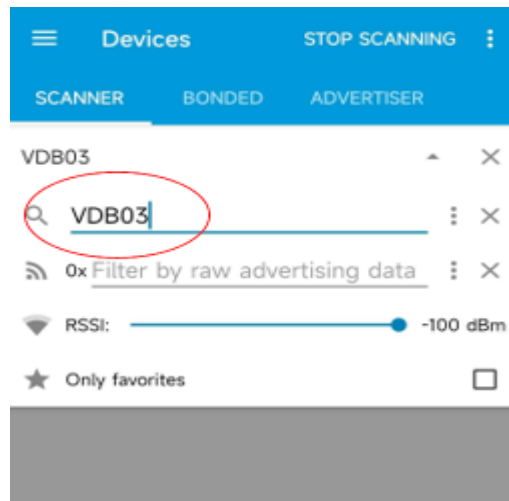 Devices STOP SCANNING
SCANNER BONDED ADVERTISER
VDB03
VDB03
0x Filter by raw advertising data
RSSI: -100 dBm
Only favorites